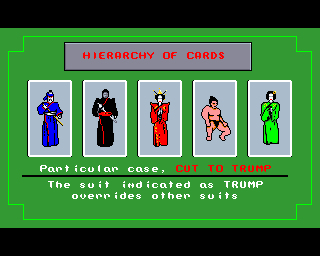 HIERARCHY OF CARDS
Particular case, CUT TO TRUMP
The suit indicated as TRUMP
overrides other suits